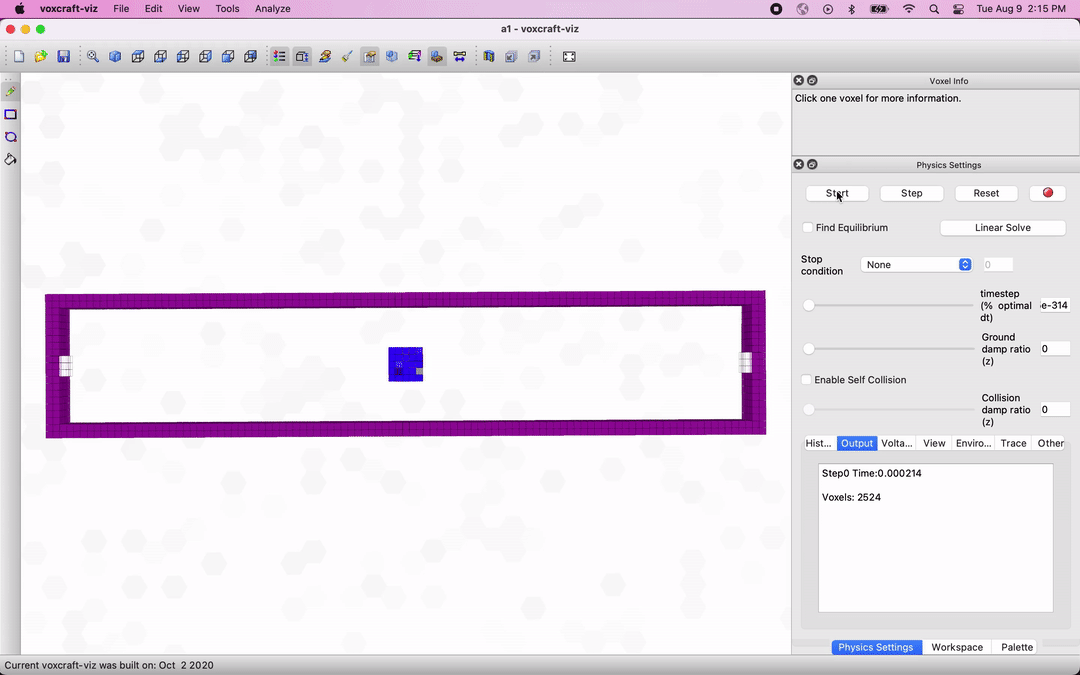 voxcraft-viz File Edit View Tools Analyze Tue Aug 9 2:15 PM
a1 - voxcraft-viz
Voxel Info
Click one voxel for more information.
Physics Settings
Start Step Reset
Find Equilibrium Linear Solve
Stop condition None 0
timestep (% optimal dt) e-314
Ground damp ratio (z) 0
Enable Self Collision
Collision damp ratio (z) 0
Hist... Output Volta... View Enviro... Trace Other
Step0 Time:0.000214
Voxels: 2524
Physics Settings Workspace Palette
Current voxcraft-viz was built on: Oct 2 2020